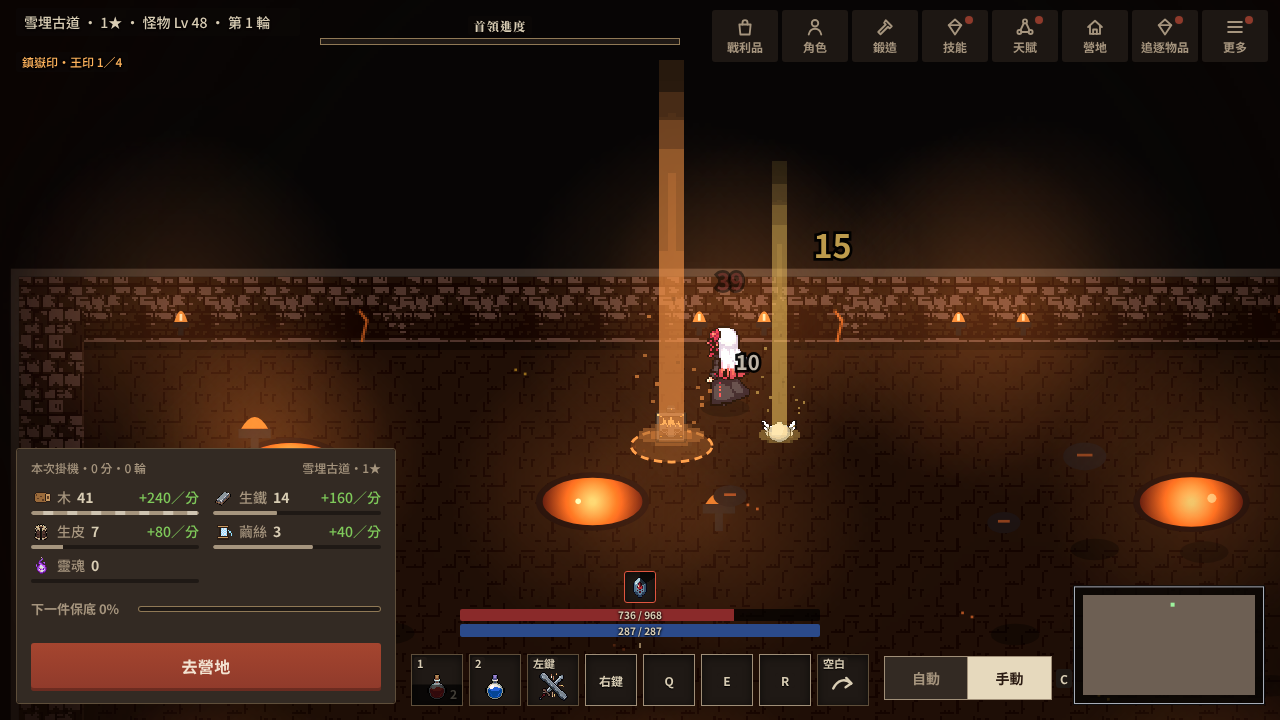 雪埋古道 · 1★ · 怪物 Lv 48 · 第 1 輪
首領進度
戰利品
角色
鍛造
技能
天賦
營地
追逐物品
更多
鎮嶽印·王印 1／4
15
39
10
本次掛機·0 分·0 輪
雪埋古道·1★
木 41 +240／分
生鐵 14 +160／分
生皮 7 +80／分
繭絲 3 +40／分
靈魂 0
下一件保底 0%
去營地
736 / 968
287 / 287
1
2
2
左鍵
右鍵
Q
E
R
空白
自動
手動
C